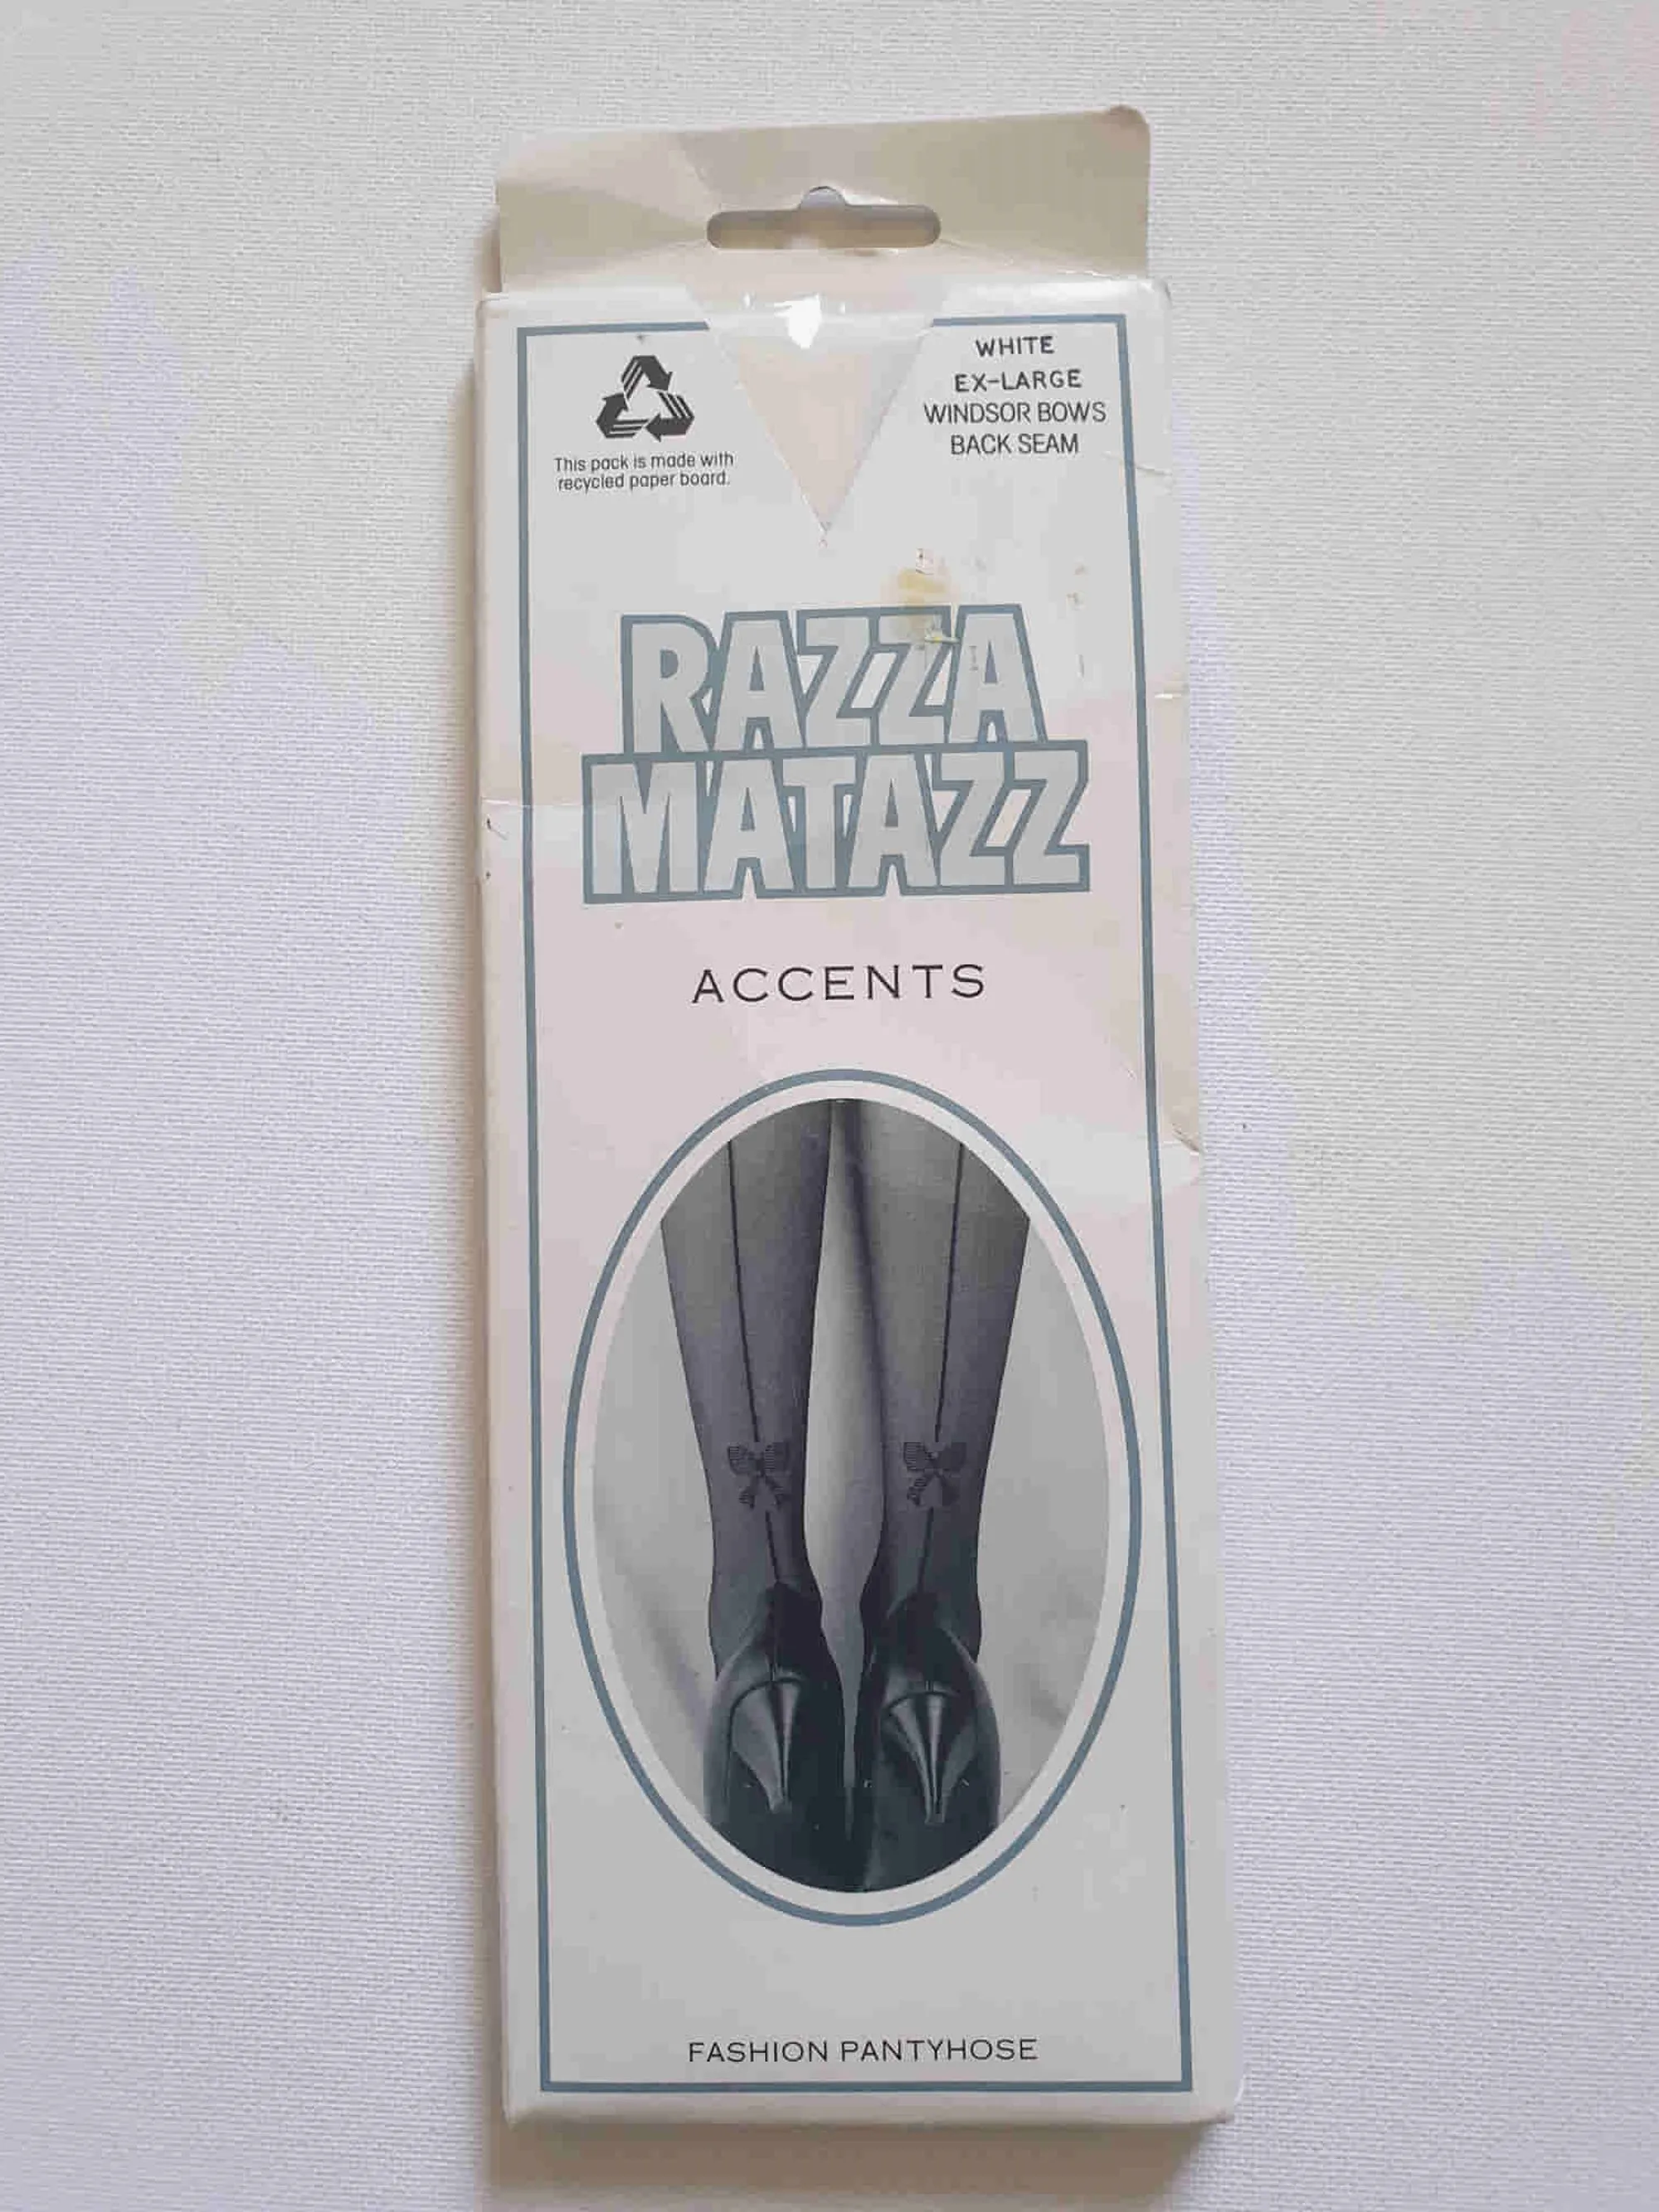 This pack is made with
recycled paper board.
WHITE
EX-LARGE
WINDSOR BOWS
BACK SEAM
RAZZA
MATAZZ
ACCENTS
FASHION PANTYHOSE